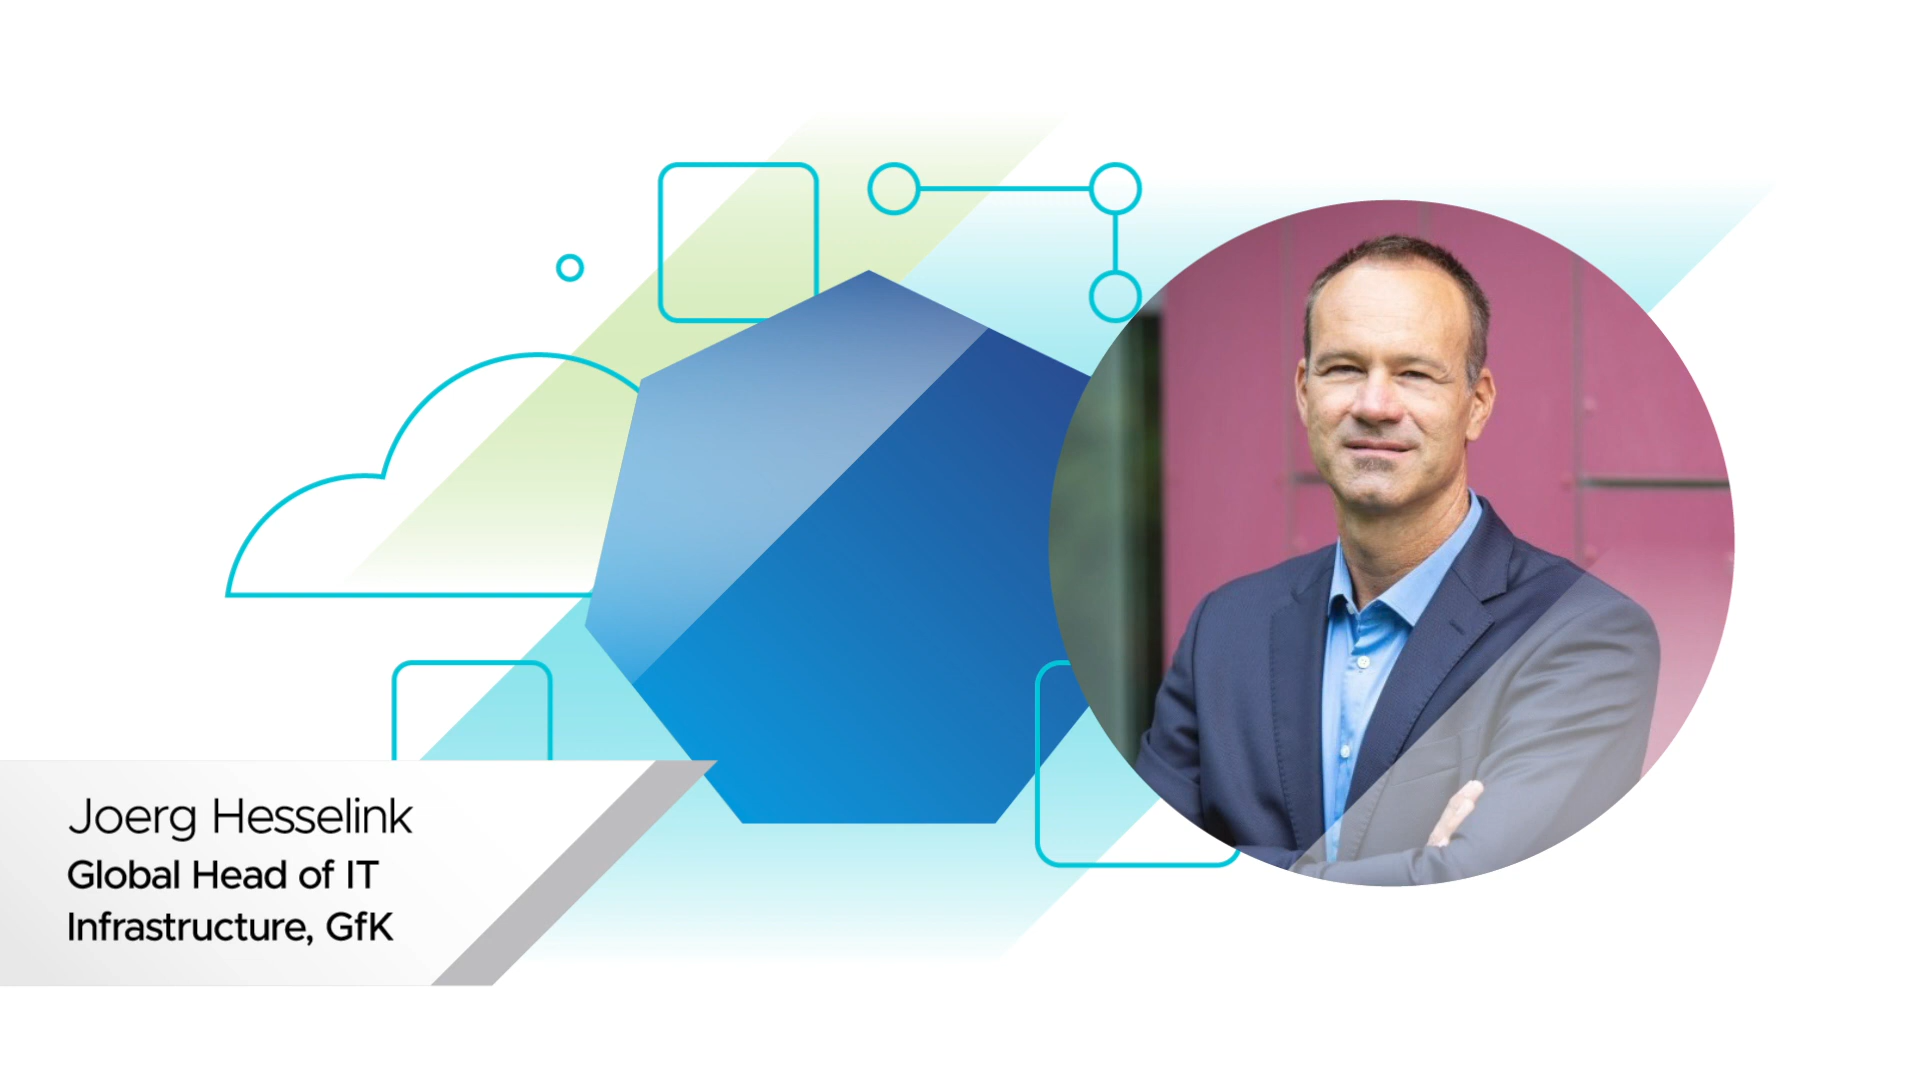 Joerg Hesselink
Global Head of IT
Infrastructure, GfK